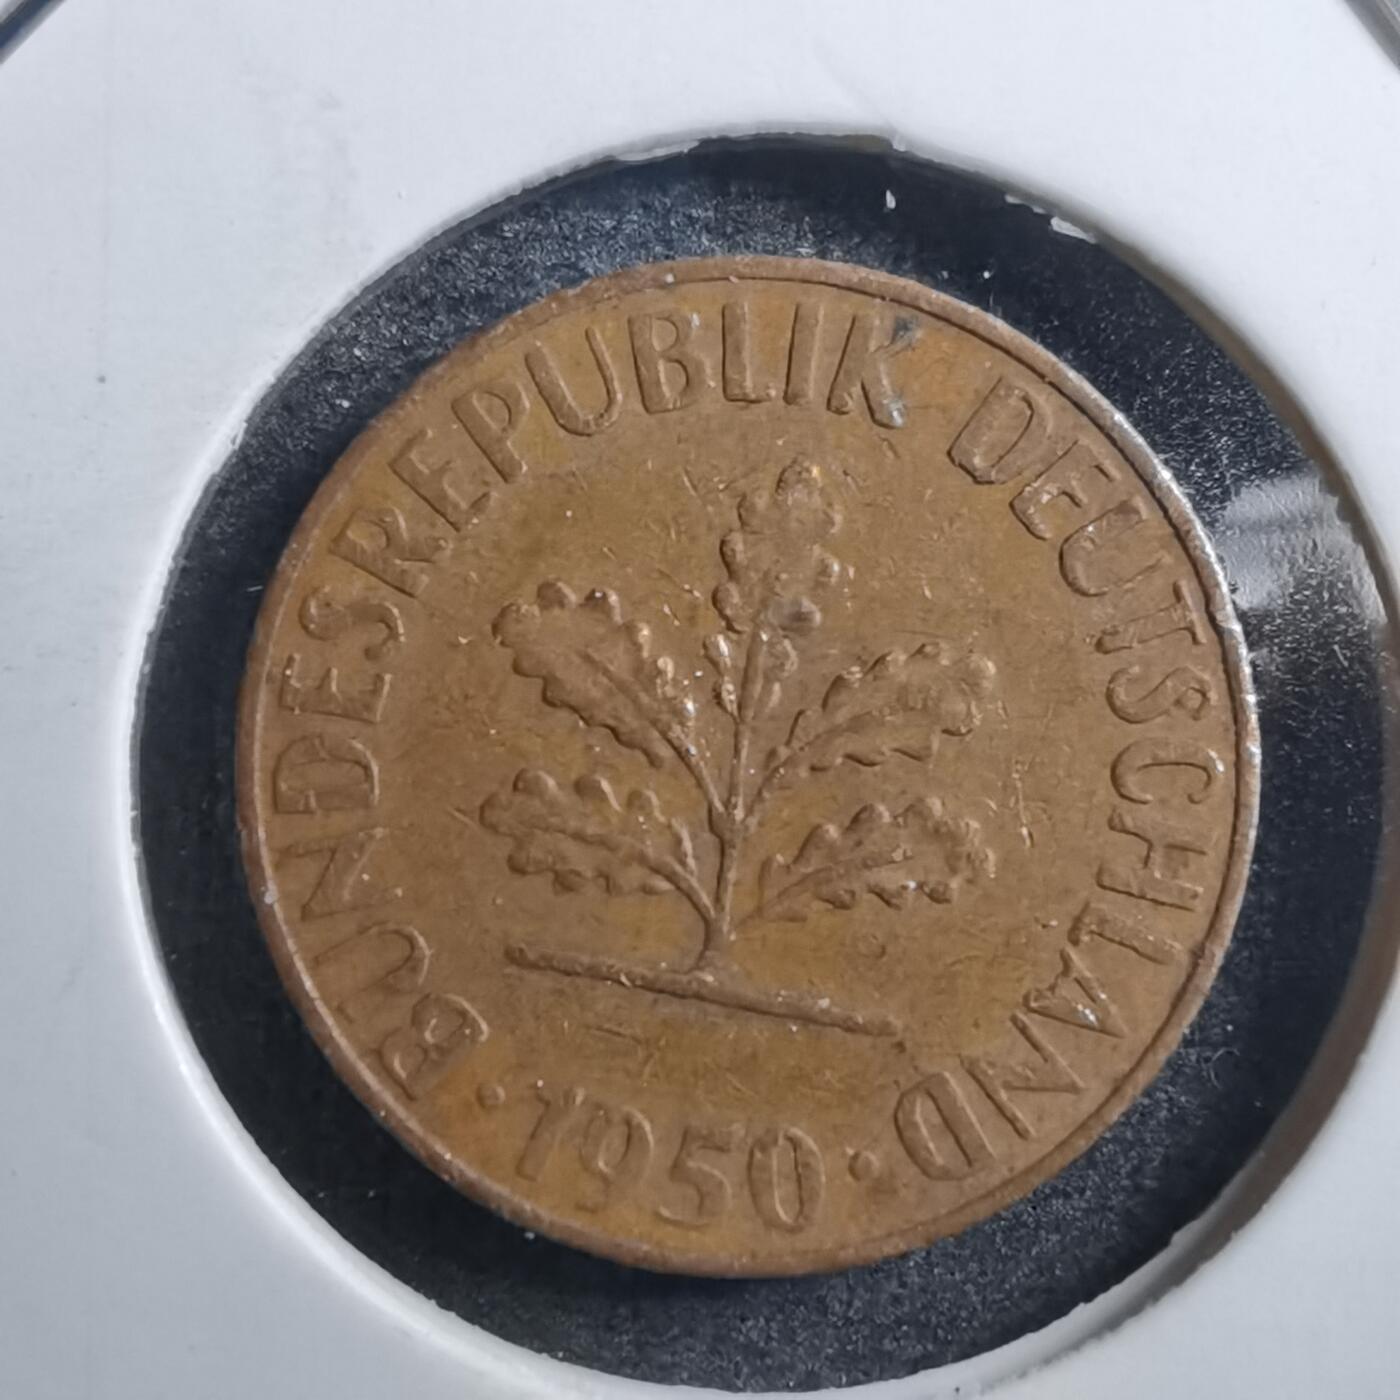 BUNDESREPUBLIK DEUTSCHLAND
· 1950 ·